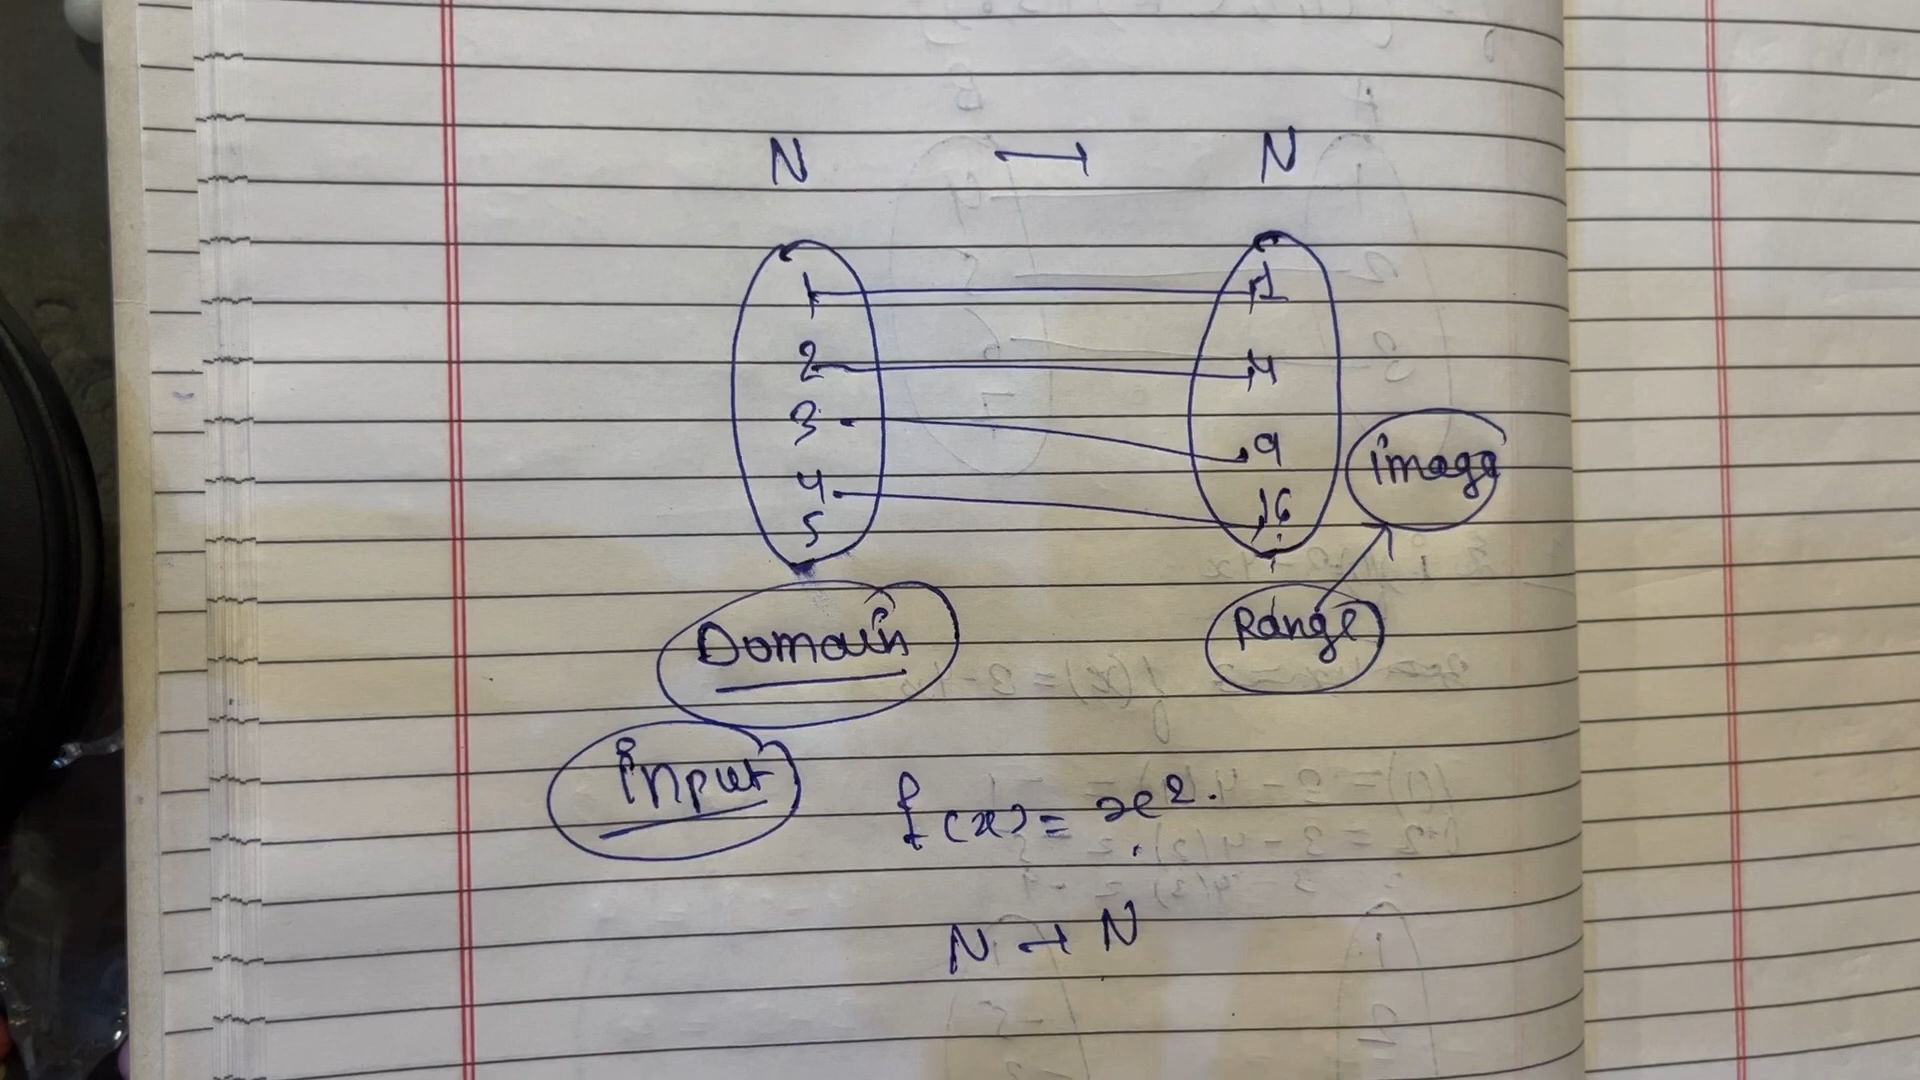 N → N
1 1
2 4
3 9
4 16
5 :
image
Domain Range
input
f(x) = x².
N → N